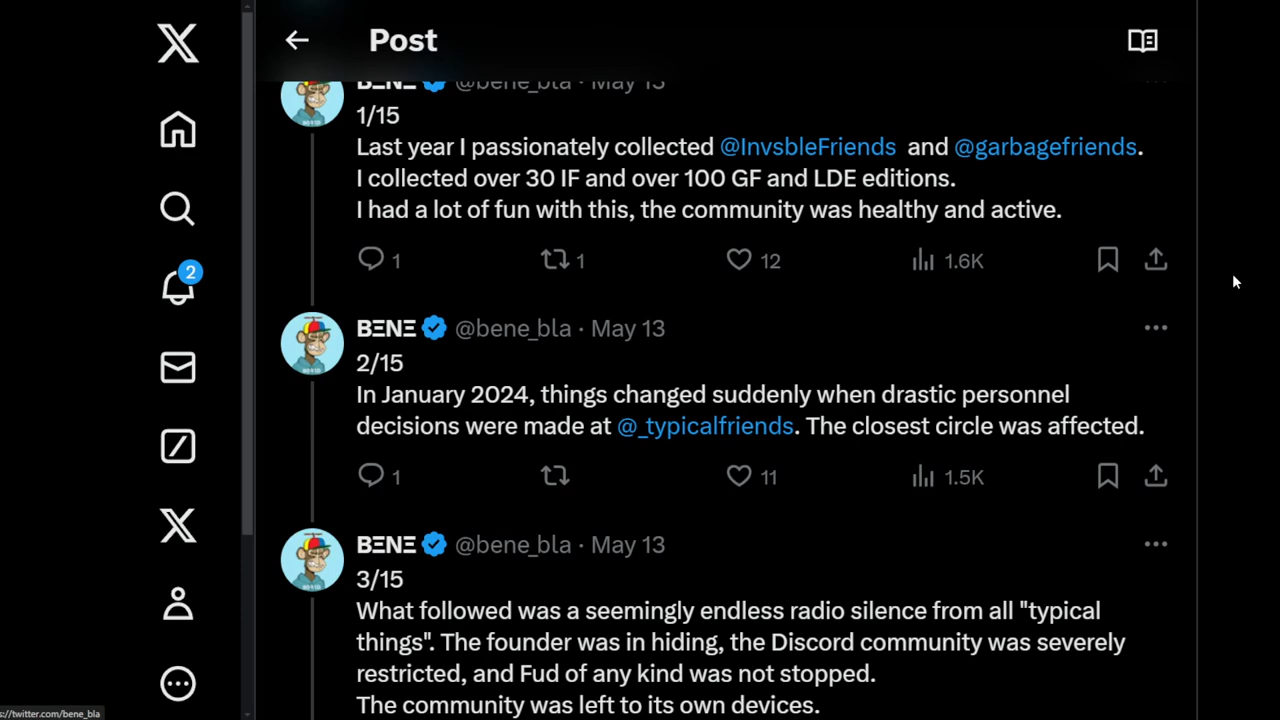 Post
BΞNΞ @bene_bla · May 13
1/15
Last year I passionately collected @InvsbleFriends and @garbagefriends.
I collected over 30 IF and over 100 GF and LDE editions.
I had a lot of fun with this, the community was healthy and active.
1 1 12 1.6K
2
BΞNΞ @bene_bla · May 13
2/15
In January 2024, things changed suddenly when drastic personnel
decisions were made at @_typicalfriends. The closest circle was affected.
1 11 1.5K
BΞNΞ @bene_bla · May 13
3/15
What followed was a seemingly endless radio silence from all "typical
things". The founder was in hiding, the Discord community was severely
restricted, and Fud of any kind was not stopped.
The community was left to its own devices.
s://twitter.com/bene_bla